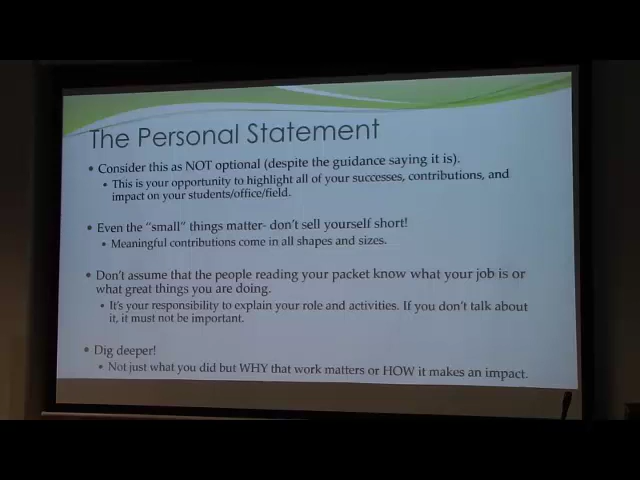 The Personal Statement
• Consider this as NOT optional (despite the guidance saying it is).
• This is your opportunity to highlight all of your successes, contributions, and
impact on your students/office/field.
• Even the “small” things matter- don’t sell yourself short!
• Meaningful contributions come in all shapes and sizes.
• Don’t assume that the people reading your packet know what your job is or
what great things you are doing.
• It’s your responsibility to explain your role and activities. If you don’t talk about
it, it must not be important.
• Dig deeper!
• Not just what you did but WHY that work matters or HOW it makes an impact.